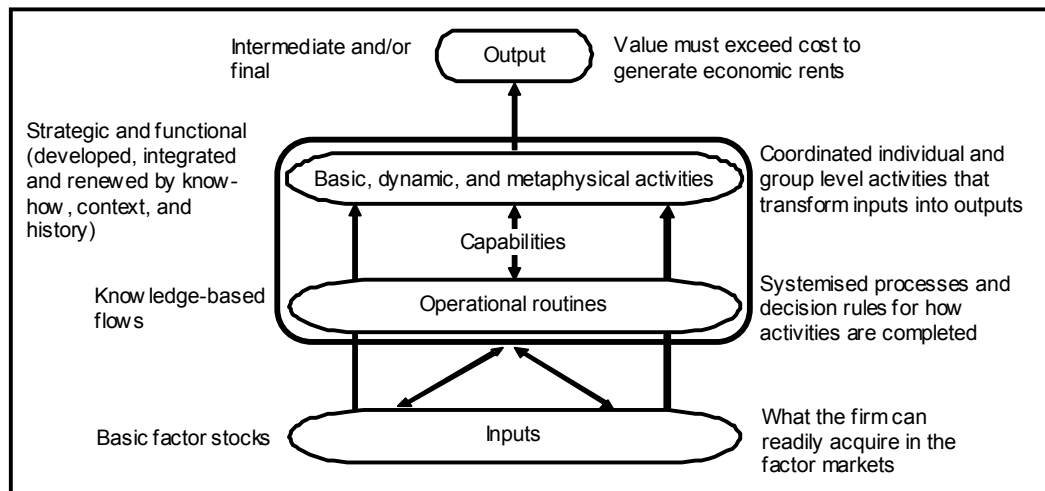 Intermediate and/or
final
Output
Value must exceed cost to
generate economic rents
Strategic and functional
(developed, integrated
and renewed by know-
how, context, and
history)
Basic, dynamic, and metaphysical activities
Coordinated individual and
group level activities that
transform inputs into outputs
Capabilities
Knowledge-based
flows
Operational routines
Systemised processes and
decision rules for how
activities are completed
Basic factor stocks
Inputs
What the firm can
readily acquire in the
factor markets